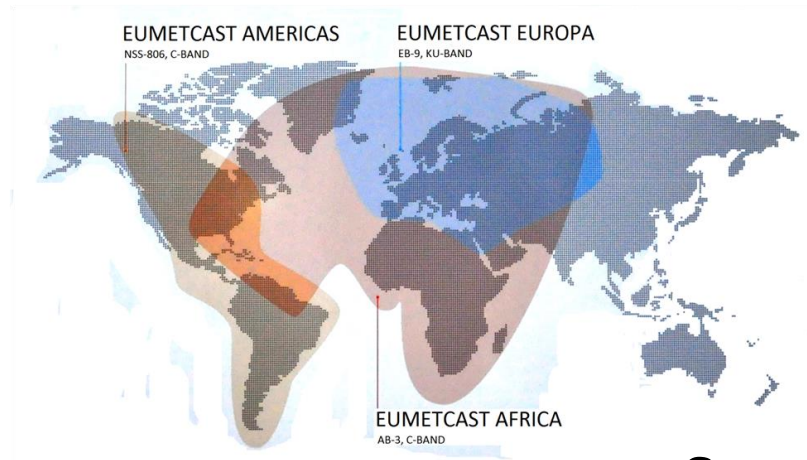 EUMETCAST AMERICAS
NSS-806, C-BAND
EUMETCAST EUROPA
EB-9, KU-BAND
EUMETCAST AFRICA
AB-3, C-BAND